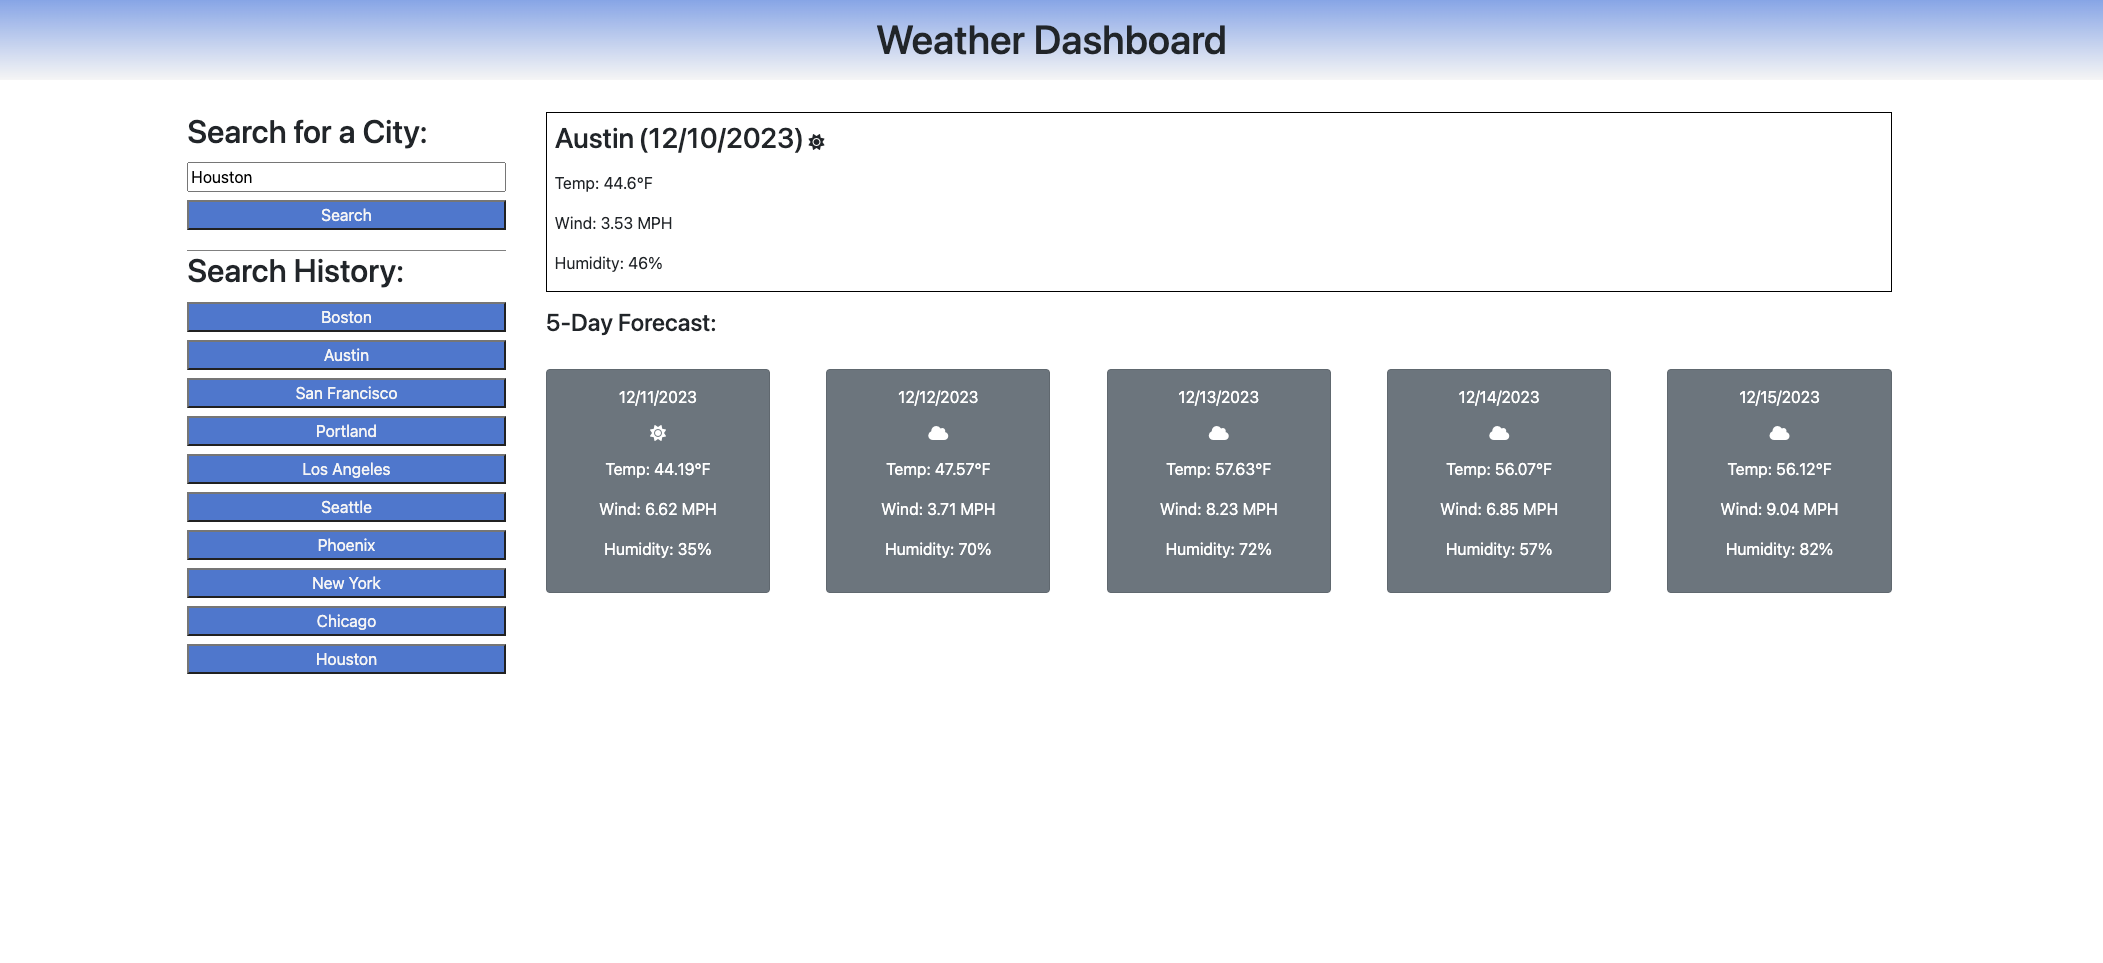 Weather Dashboard
Search for a City:
Houston
Search
Search History:
Boston
Austin
San Francisco
Portland
Los Angeles
Seattle
Phoenix
New York
Chicago
Houston
Austin (12/10/2023)
Temp: 44.6°F
Wind: 3.53 MPH
Humidity: 46%
5-Day Forecast:
12/11/2023
Temp: 44.19°F
Wind: 6.62 MPH
Humidity: 35%
12/12/2023
Temp: 47.57°F
Wind: 3.71 MPH
Humidity: 70%
12/13/2023
Temp: 57.63°F
Wind: 8.23 MPH
Humidity: 72%
12/14/2023
Temp: 56.07°F
Wind: 6.85 MPH
Humidity: 57%
12/15/2023
Temp: 56.12°F
Wind: 9.04 MPH
Humidity: 82%